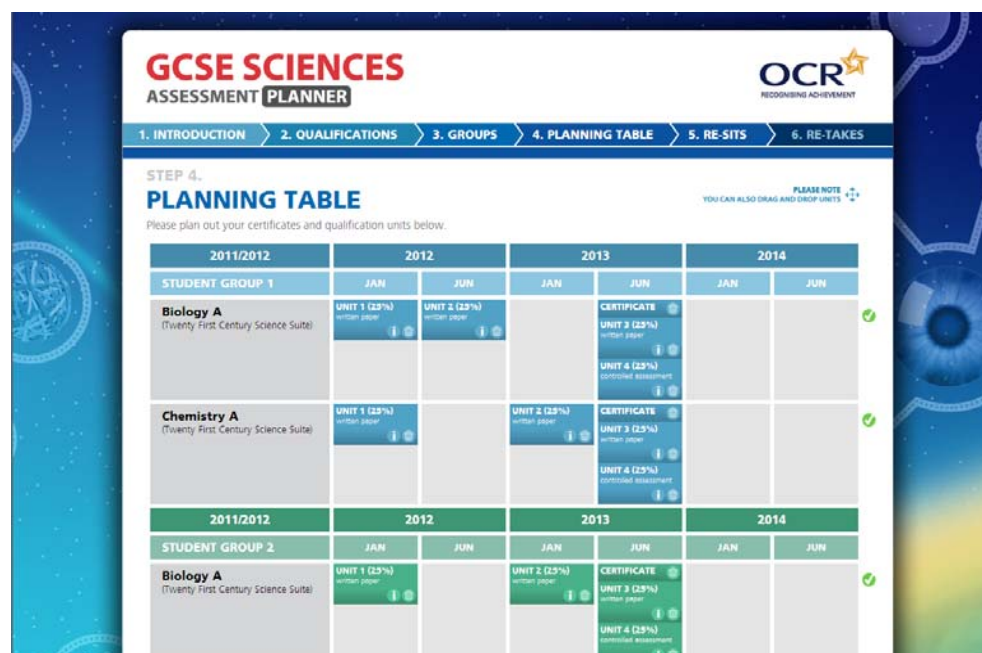 GCSE SCIENCES
ASSESSMENT PLANNER
OCR
RECOGNISING ACHIEVEMENT
1. INTRODUCTION 2. QUALIFICATIONS 3. GROUPS 4. PLANNING TABLE 5. RE-SITS 6. RE-TAKES
STEP 4.
PLANNING TABLE
PLEASE NOTE
YOU CAN ALSO DRAG AND DROP UNITS
Please plan out your certificates and qualification units below.
2011/2012 2012 2013 2014
STUDENT GROUP 1 JAN JUN JAN JUN JAN JUN
Biology A
(Twenty First Century Science Suite)
UNIT 1 (25%)
written paper
i
UNIT 2 (25%)
written paper
i
CERTIFICATE
UNIT 3 (25%)
written paper
i
UNIT 4 (25%)
controlled assessment
i
Chemistry A
(Twenty First Century Science Suite)
UNIT 1 (25%)
written paper
i
UNIT 2 (25%)
written paper
i
CERTIFICATE
UNIT 3 (25%)
written paper
i
UNIT 4 (25%)
controlled assessment
i
2011/2012 2012 2013 2014
STUDENT GROUP 2 JAN JUN JAN JUN JAN JUN
Biology A
(Twenty First Century Science Suite)
UNIT 1 (25%)
written paper
i
UNIT 2 (25%)
written paper
i
CERTIFICATE
UNIT 3 (25%)
written paper
i
UNIT 4 (25%)
controlled assessment